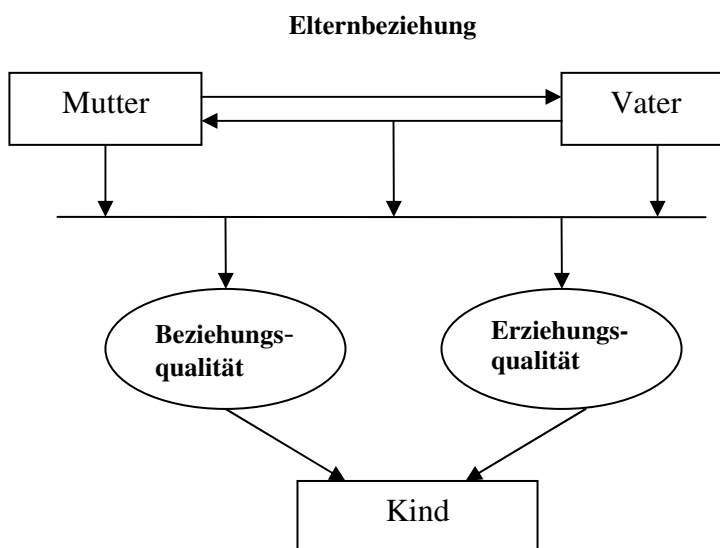 Elternbeziehung
Mutter
Vater
Beziehungs-
qualität
Erziehungs-
qualität
Kind